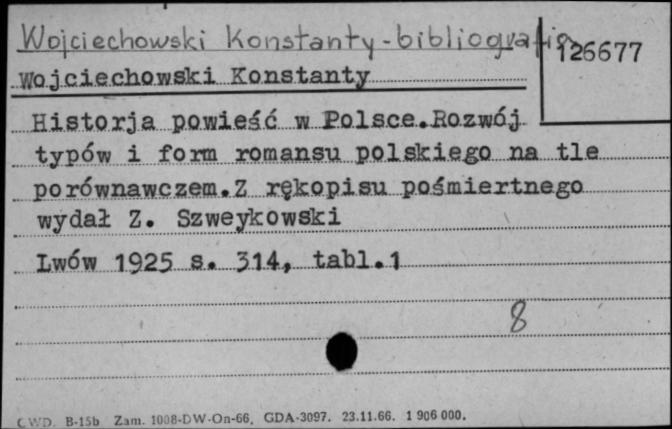 Wojciechowski Konstanty - bibliografia
126677
Wojciechowski Konstanty
Historja powieść w Polsce.Rozwój
typów i form romansu polskiego na tle
porównawczem.Z rękopisu pośmiertnego
wydał Z. Szweykowski
Lwów 1925 s. 314, tabl.1
8
CWD. B-15b Zam. 1008-DW-On-66. GDA-3097. 23.11.66. 1 906 000.